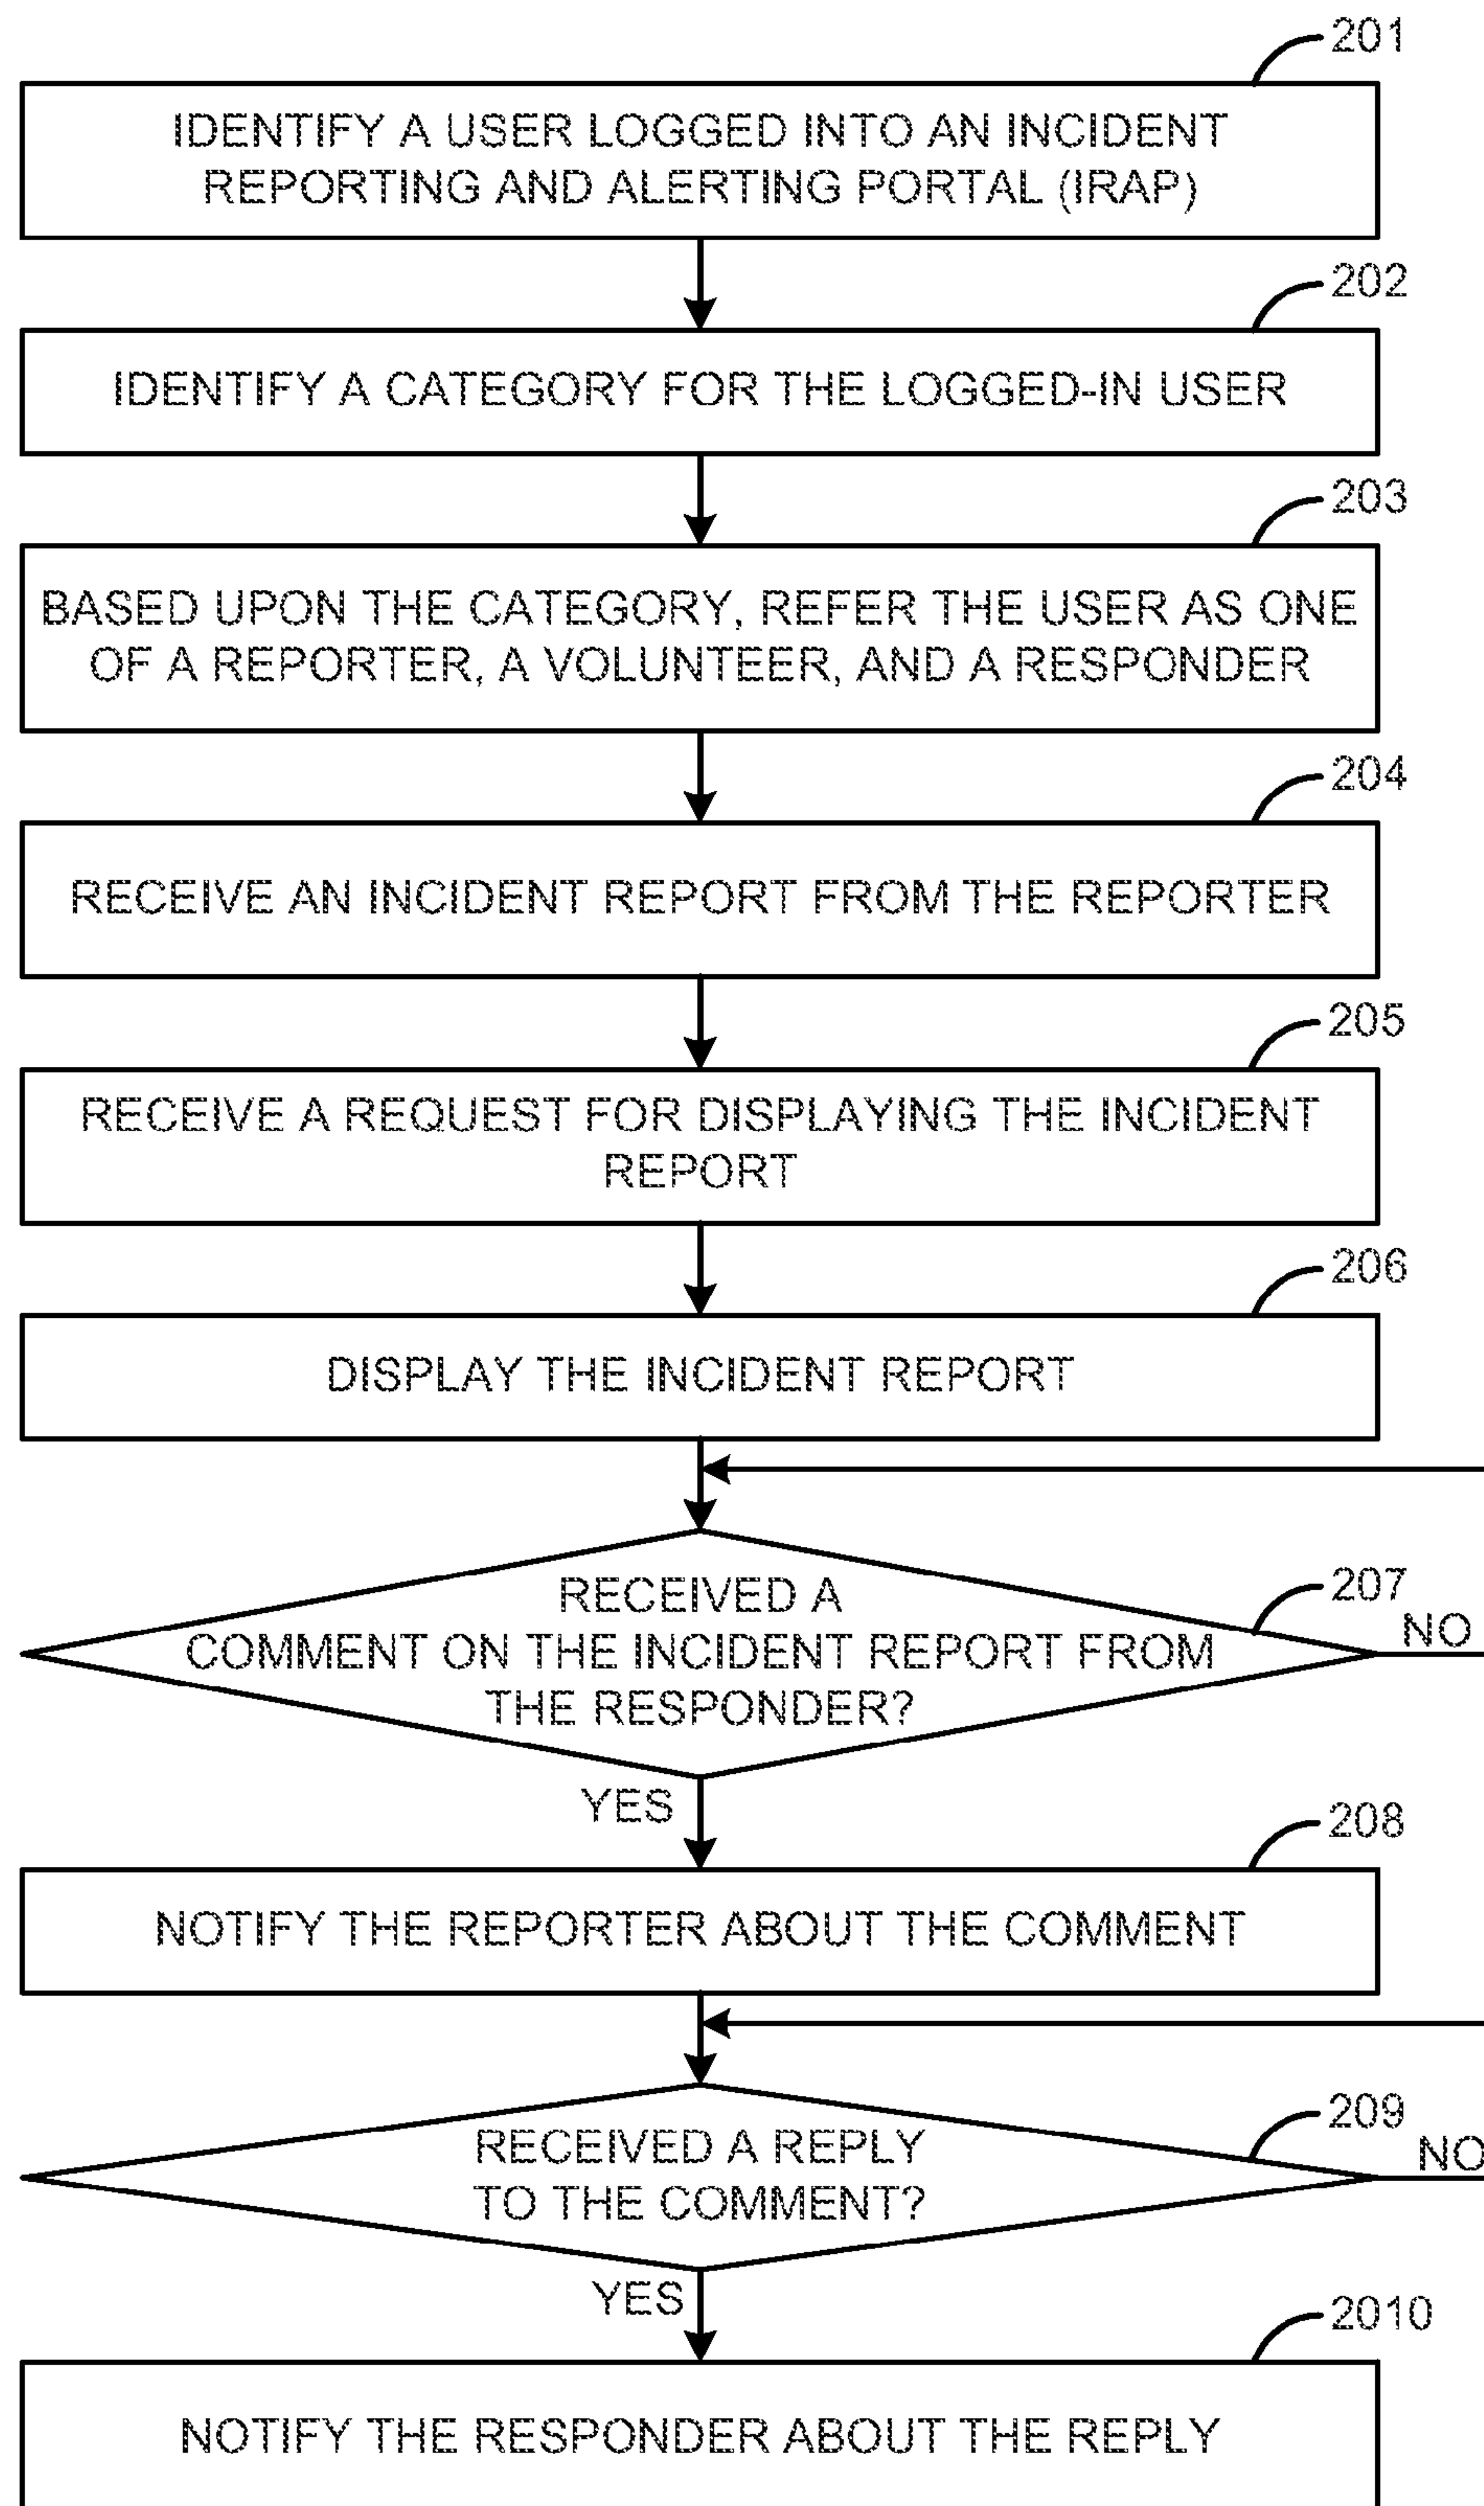 201
IDENTIFY A USER LOGGED INTO AN INCIDENT
REPORTING AND ALERTING PORTAL (IRAP)
202
IDENTIFY A CATEGORY FOR THE LOGGED-IN USER
203
BASED UPON THE CATEGORY, REFER THE USER AS ONE
OF A REPORTER, A VOLUNTEER, AND A RESPONDER
204
RECEIVE AN INCIDENT REPORT FROM THE REPORTER
205
RECEIVE A REQUEST FOR DISPLAYING THE INCIDENT
REPORT
206
DISPLAY THE INCIDENT REPORT
207
RECEIVED A
COMMENT ON THE INCIDENT REPORT FROM
THE RESPONDER?
NO
YES
208
NOTIFY THE REPORTER ABOUT THE COMMENT
209
RECEIVED A REPLY
TO THE COMMENT?
NO
YES
2010
NOTIFY THE RESPONDER ABOUT THE REPLY